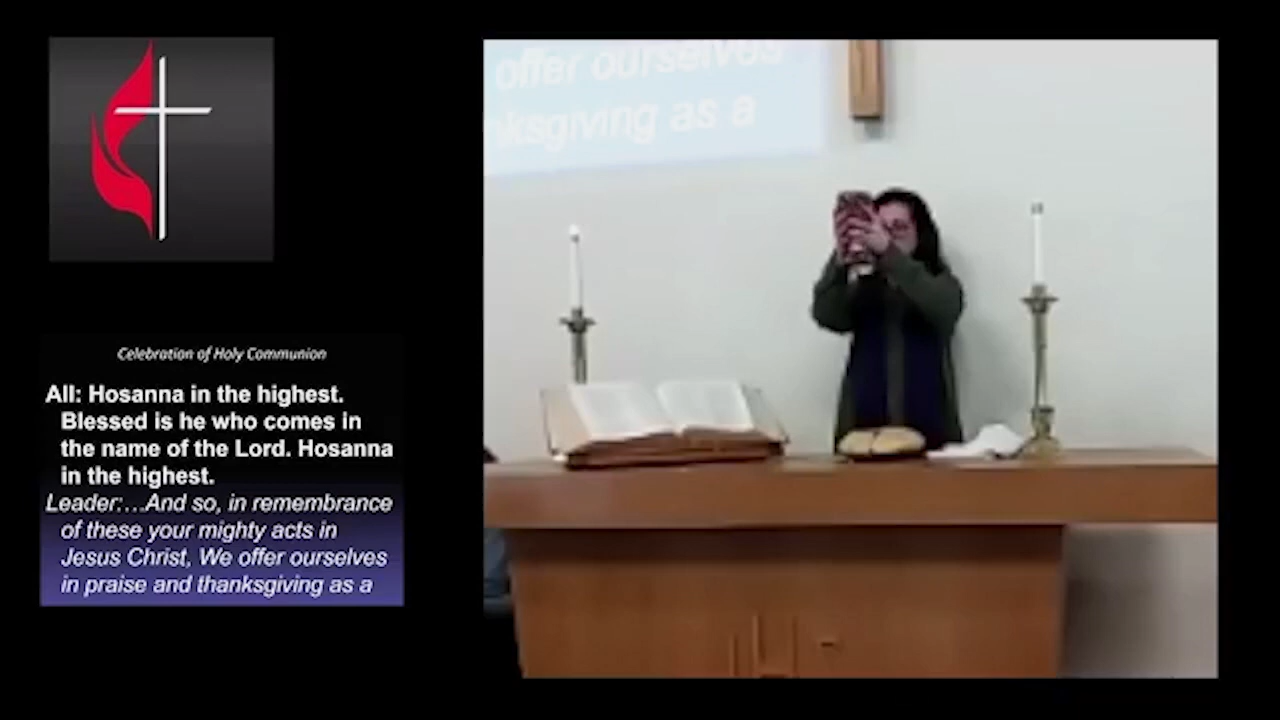 Celebration of Holy Communion
All: Hosanna in the highest.
Blessed is he who comes in
the name of the Lord. Hosanna
in the highest.
Leader:…And so, in remembrance
of these your mighty acts in
Jesus Christ, We offer ourselves
in praise and thanksgiving as a
offer ourselves
nksgiving as a